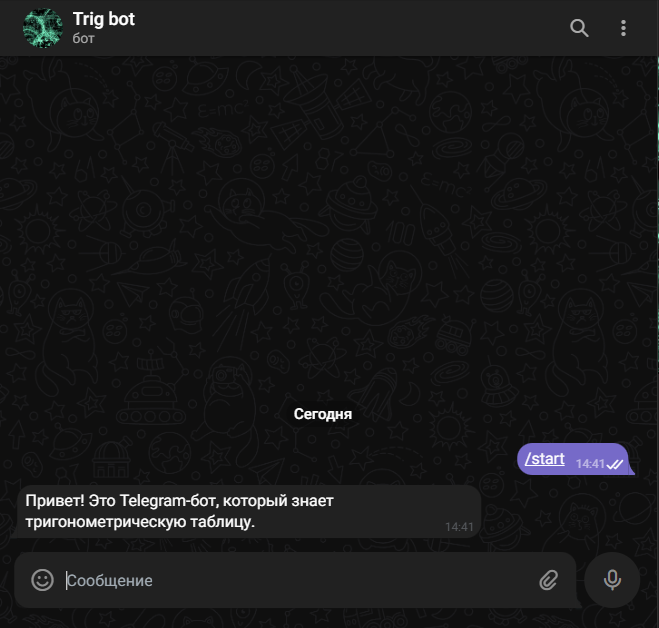 Trig bot
бот
Сегодня
/start 14:41
Привет! Это Telegram-бот, который знает
тригонометрическую таблицу.
14:41
Сообщение